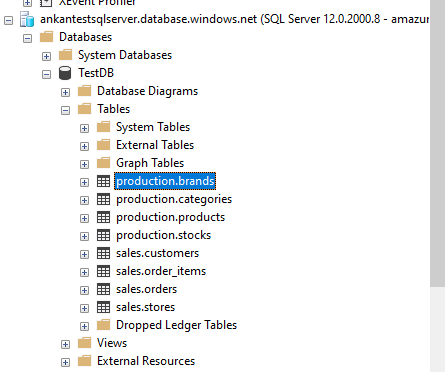 XEvent Profiler
ankantestsqlserver.database.windows.net (SQL Server 12.0.2000.8 - amazur
Databases
System Databases
TestDB
Database Diagrams
Tables
System Tables
External Tables
Graph Tables
production.brands
production.categories
production.products
production.stocks
sales.customers
sales.order_items
sales.orders
sales.stores
Dropped Ledger Tables
Views
External Resources